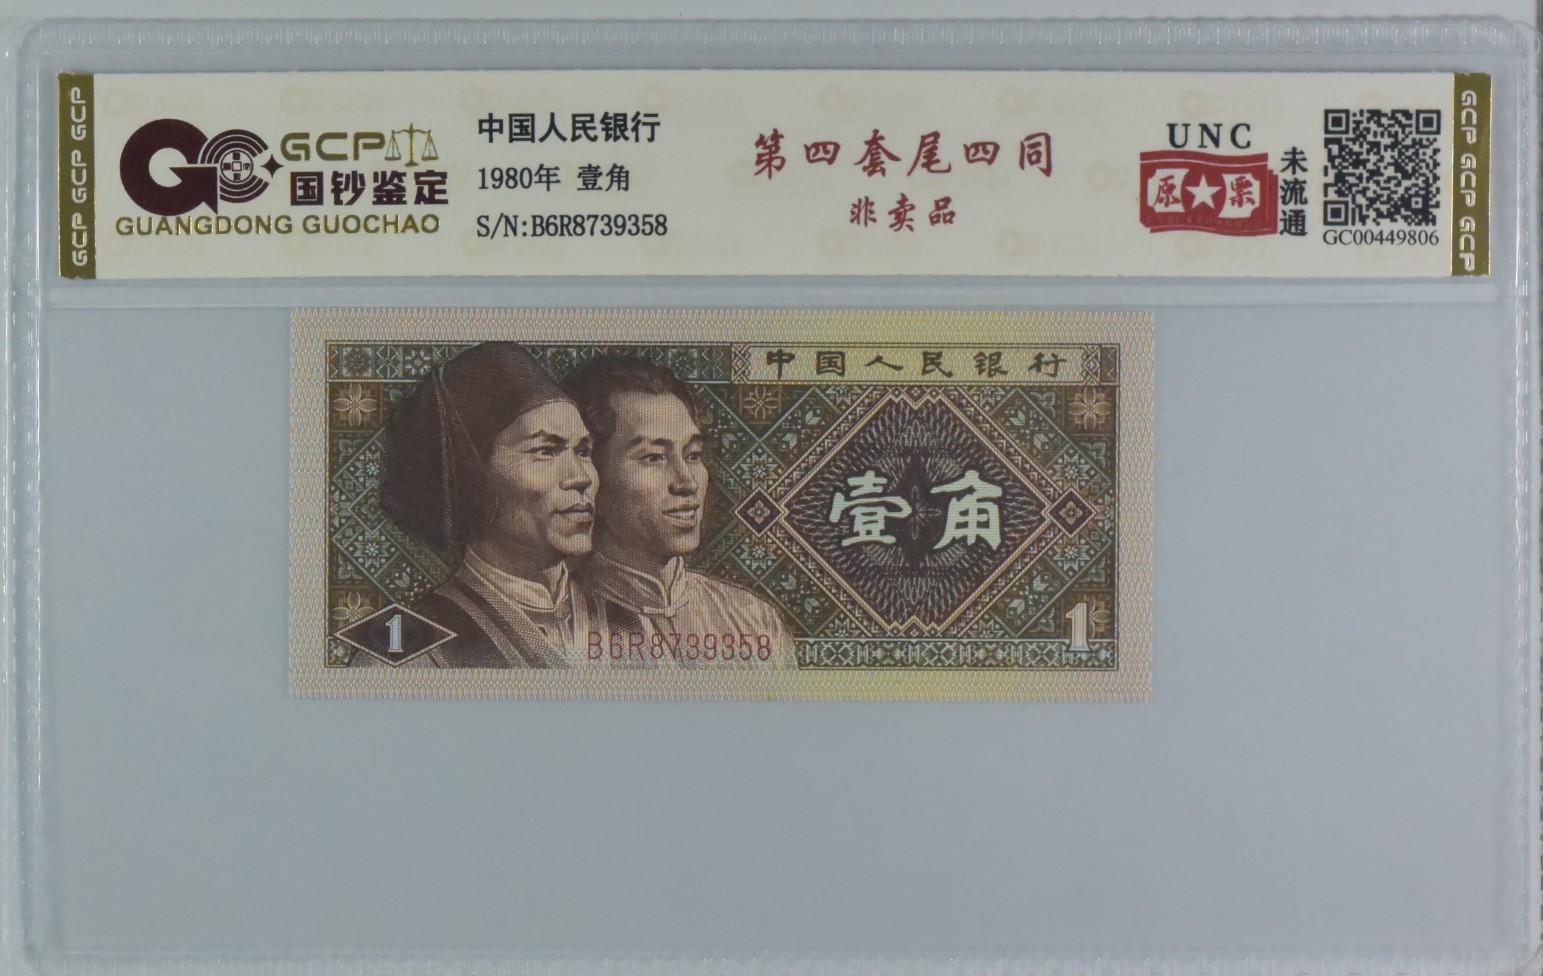 GCP GCP GCP
GCP
国钞鉴定
GUANGDONG GUOCHAO
中国人民银行
1980年 壹角
S/N:B6R8739358
第四套尾四同
非卖品
UNC
原票
未流通
GC00449806
GCP GCP GCP
中国人民银行
壹角
1
B6R8739358
1